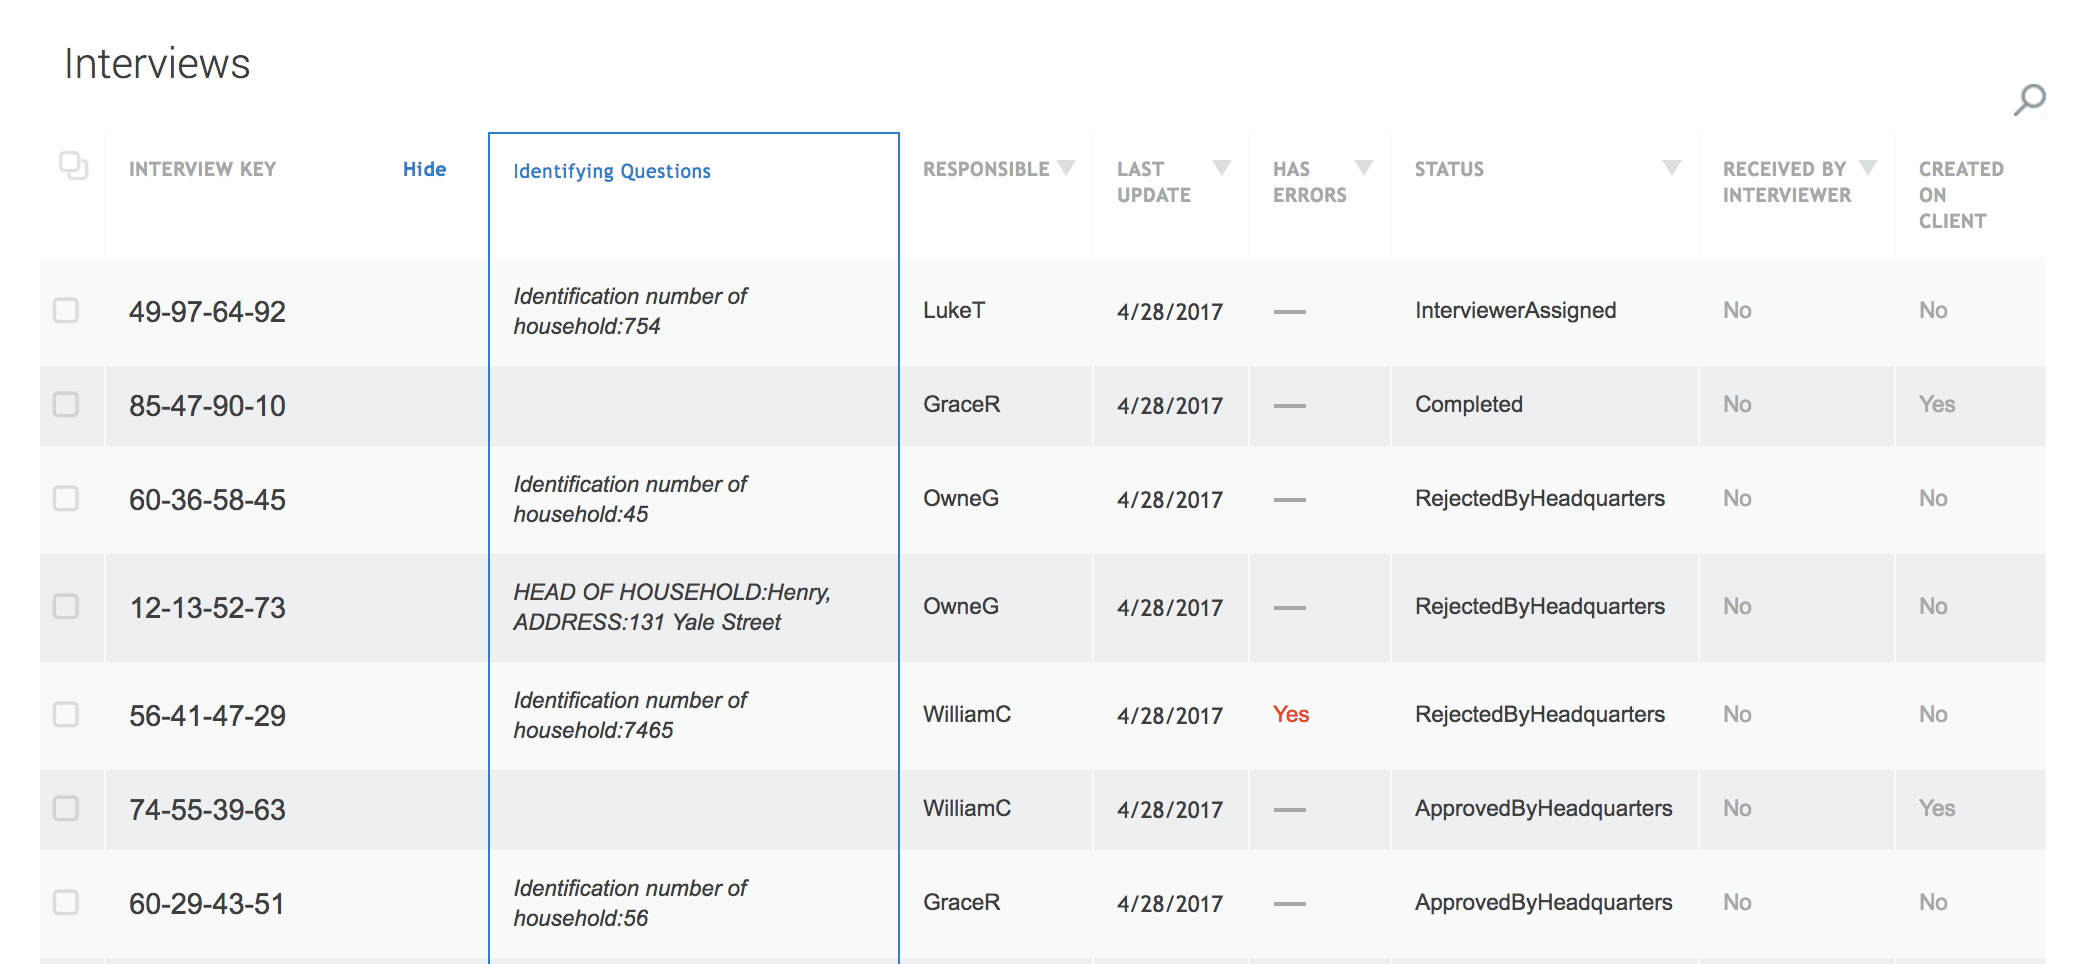 Interviews
INTERVIEW KEY Hide Identifying Questions RESPONSIBLE LAST HAS STATUS RECEIVED BY CREATED
UPDATE ERRORS INTERVIEWER ON
CLIENT
Identification number of
49-97-64-92 LukeT 4/28/2017 — InterviewerAssigned No No
household:754
85-47-90-10 GraceR 4/28/2017 — Completed No Yes
Identification number of
60-36-58-45 OwneG 4/28/2017 — RejectedByHeadquarters No No
household:45
HEAD OF HOUSEHOLD:Henry,
12-13-52-73 OwneG 4/28/2017 — RejectedByHeadquarters No No
ADDRESS:131 Yale Street
Identification number of
56-41-47-29 WilliamC 4/28/2017 Yes RejectedByHeadquarters No No
household:7465
74-55-39-63 WilliamC 4/28/2017 — ApprovedByHeadquarters No Yes
Identification number of
60-29-43-51 GraceR 4/28/2017 — ApprovedByHeadquarters No No
household:56